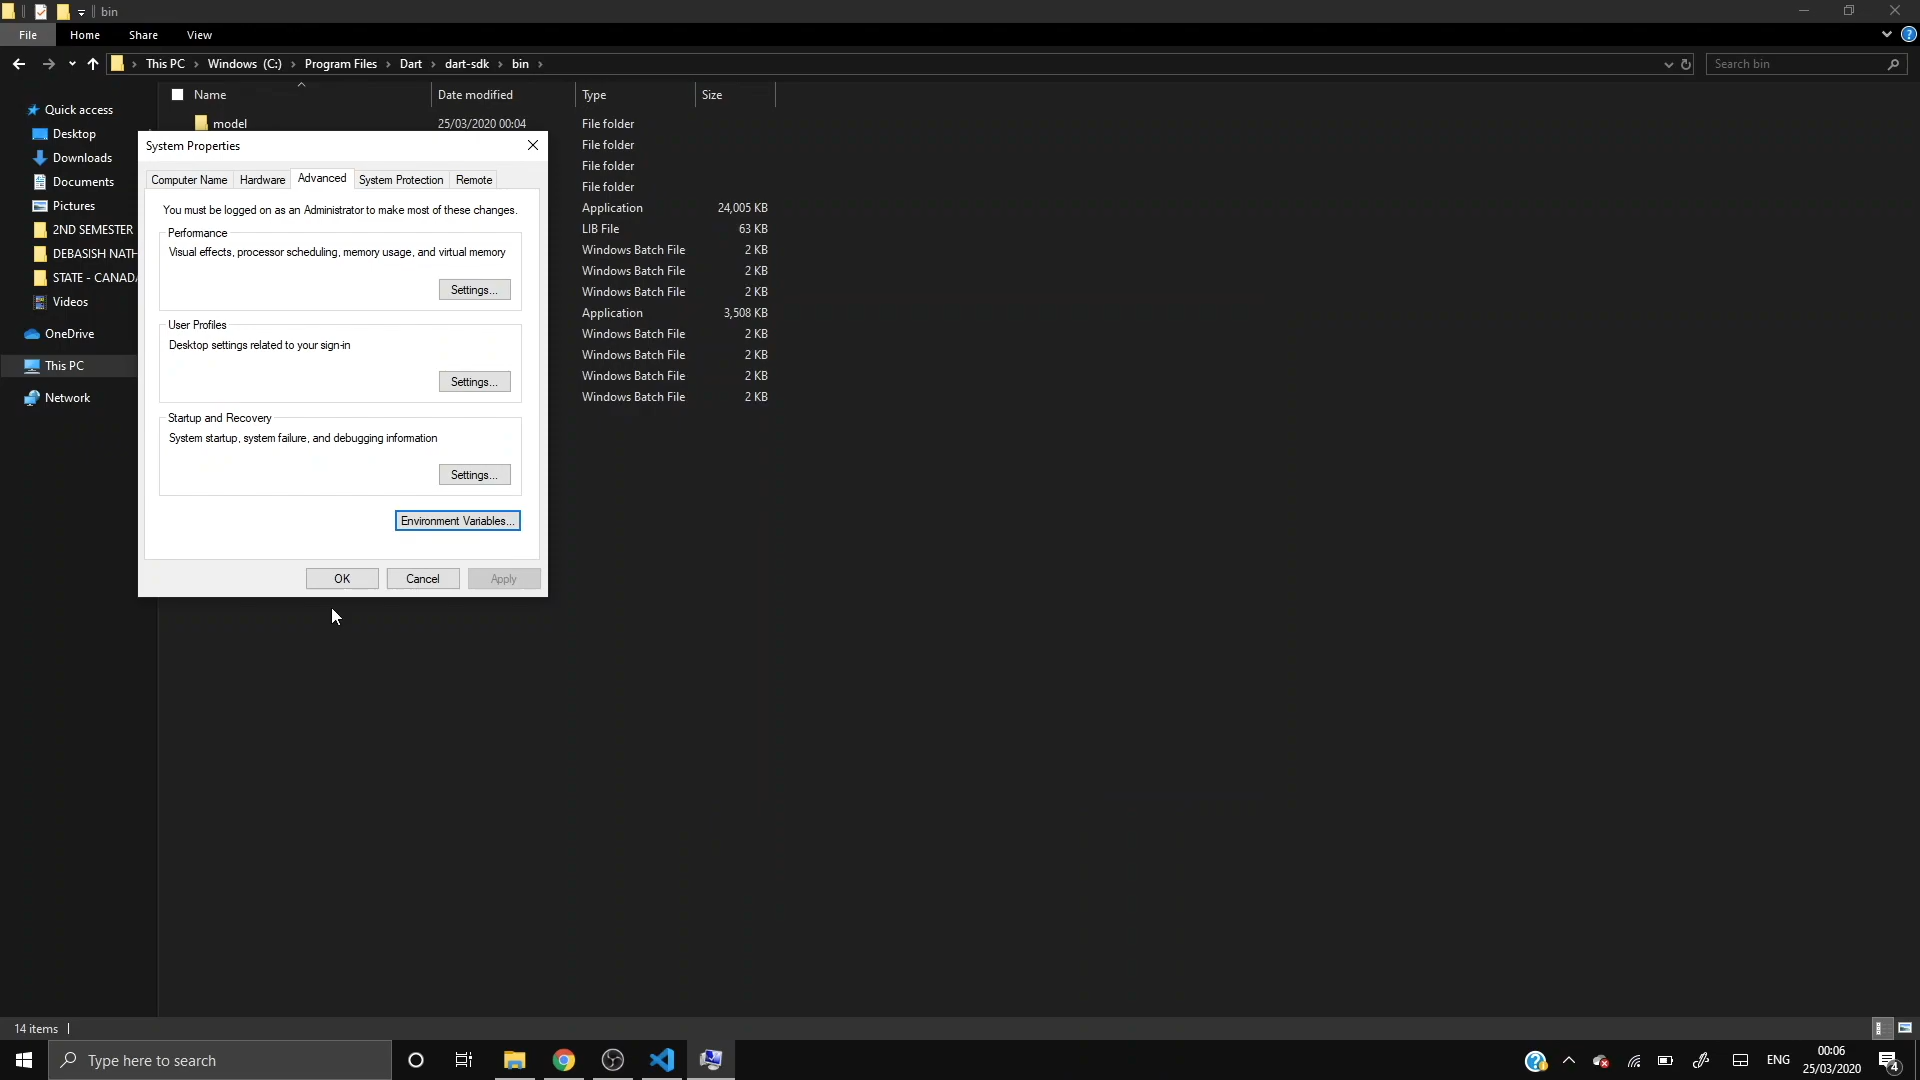 bin
File Home Share View
This PC Windows (C:) Program Files Dart dart-sdk bin
Search bin
Name Date modified Type Size
model 25/03/2020 00:04 File folder
File folder
File folder
File folder
Application 24,005 KB
LIB File 63 KB
Windows Batch File 2 KB
Windows Batch File 2 KB
Windows Batch File 2 KB
Application 3,508 KB
Windows Batch File 2 KB
Windows Batch File 2 KB
Windows Batch File 2 KB
Windows Batch File 2 KB
Quick access
Desktop
Downloads
Documents
Pictures
2ND SEMESTER
DEBASISH NATH
STATE - CANADA
Videos
OneDrive
This PC
Network
System Properties
Computer Name Hardware Advanced System Protection Remote
You must be logged on as an Administrator to make most of these changes.
Performance
Visual effects, processor scheduling, memory usage, and virtual memory
Settings...
User Profiles
Desktop settings related to your sign-in
Settings...
Startup and Recovery
System startup, system failure, and debugging information
Settings...
Environment Variables...
OK Cancel Apply
14 items
Type here to search
ENG
00:06
25/03/2020
4